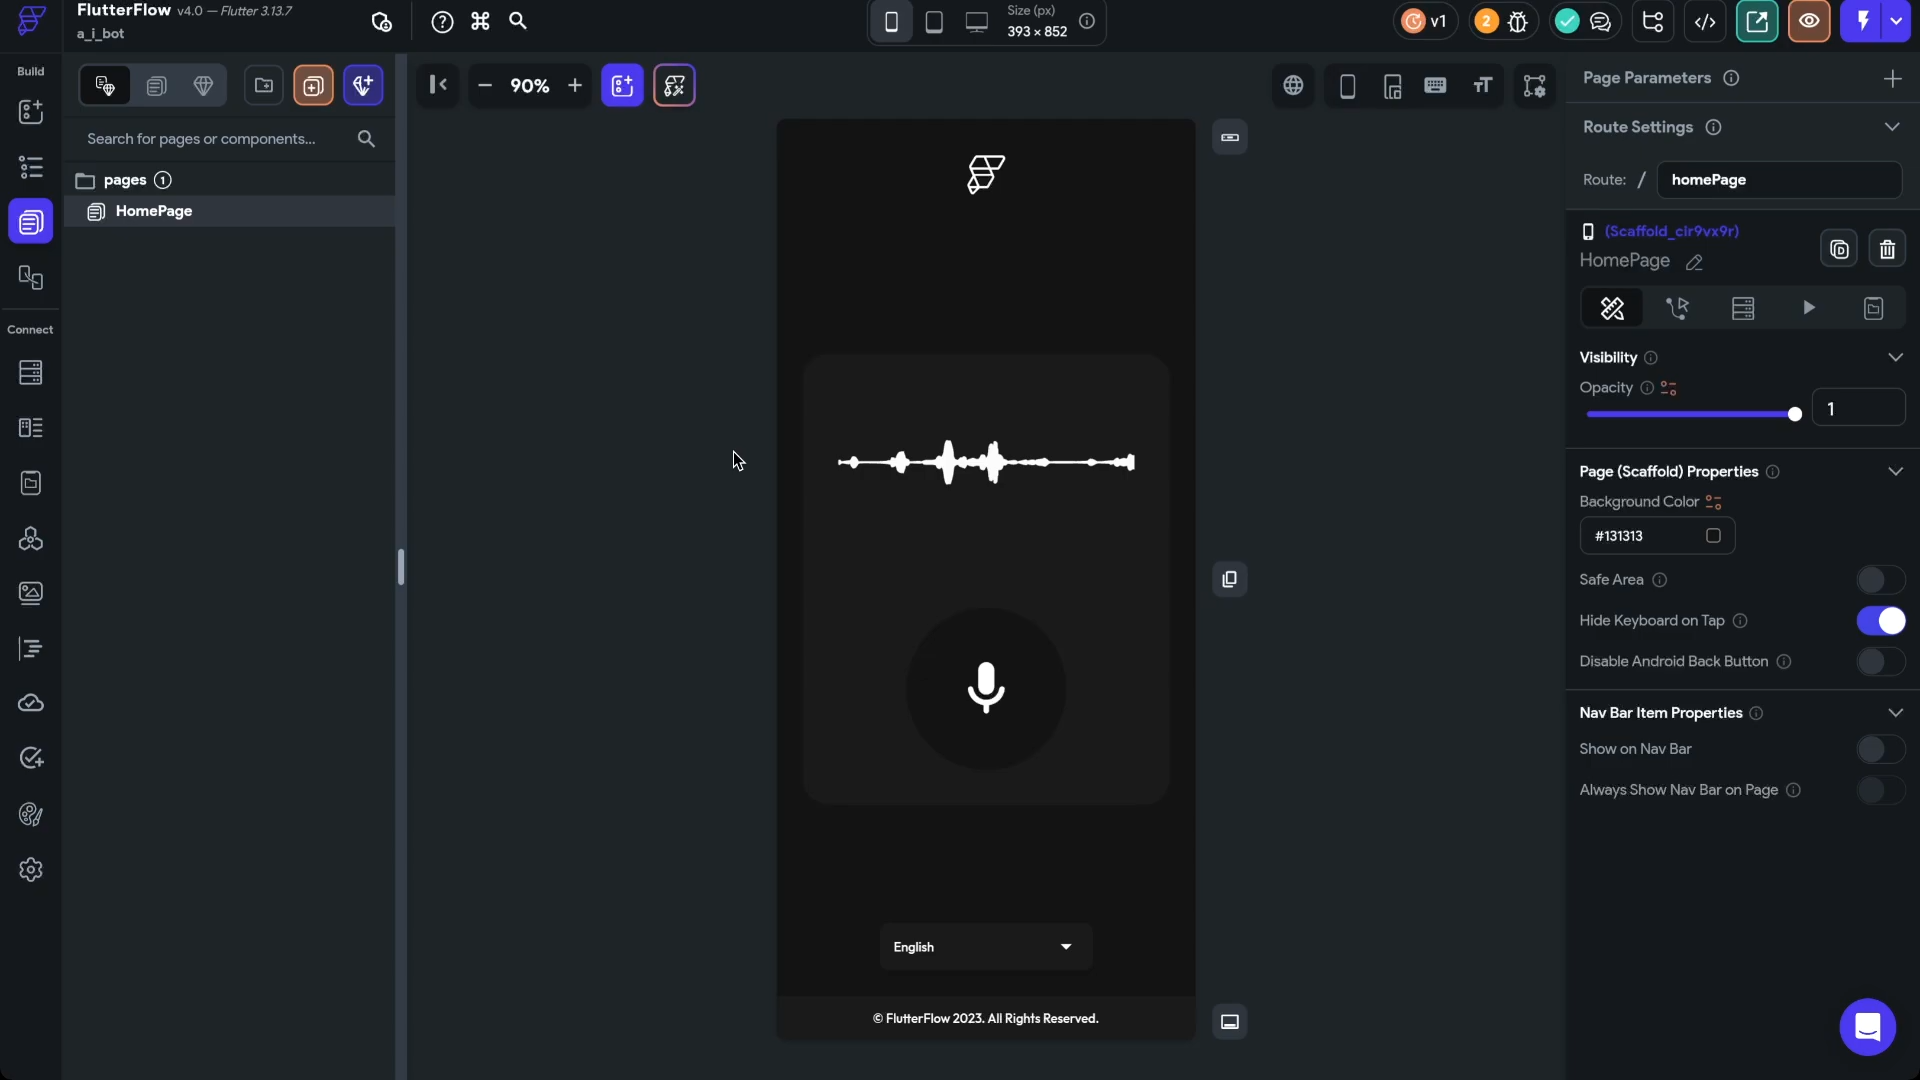 FlutterFlow v4.0 — Flutter 3.13.7
a_i_bot
Size (px)
393 × 852
v1
2
Build
Connect
90%
Search for pages or components...
pages 1
HomePage
English
© FlutterFlow 2023. All Rights Reserved.
Page Parameters
Route Settings
Route: / homePage
(Scaffold_cir9vx9r)
HomePage
Visibility
Opacity
1
Page (Scaffold) Properties
Background Color
#131313
Safe Area
Hide Keyboard on Tap
Disable Android Back Button
Nav Bar Item Properties
Show on Nav Bar
Always Show Nav Bar on Page